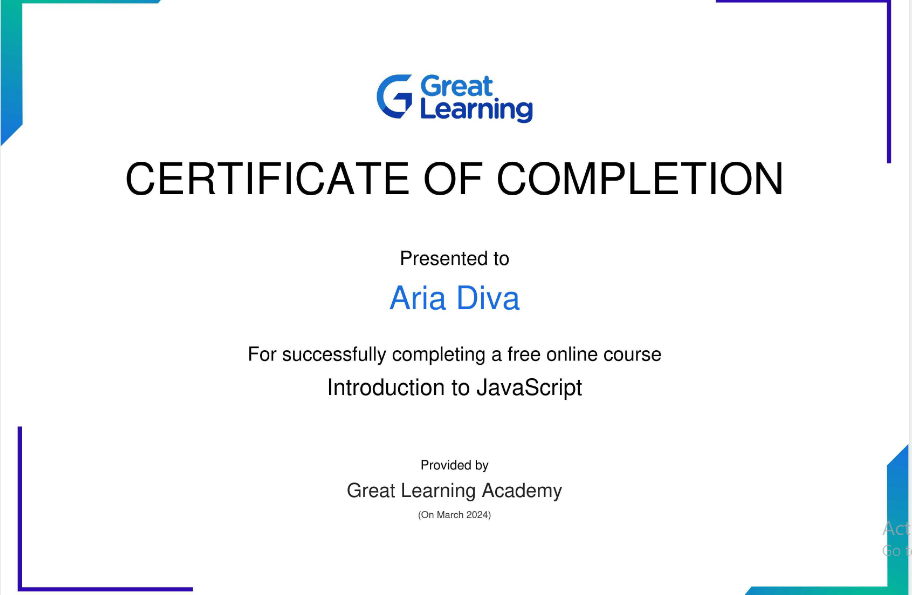 Great
Learning
CERTIFICATE OF COMPLETION
Presented to
Aria Diva
For successfully completing a free online course
Introduction to JavaScript
Provided by
Great Learning Academy
(On March 2024)
Act
Go t